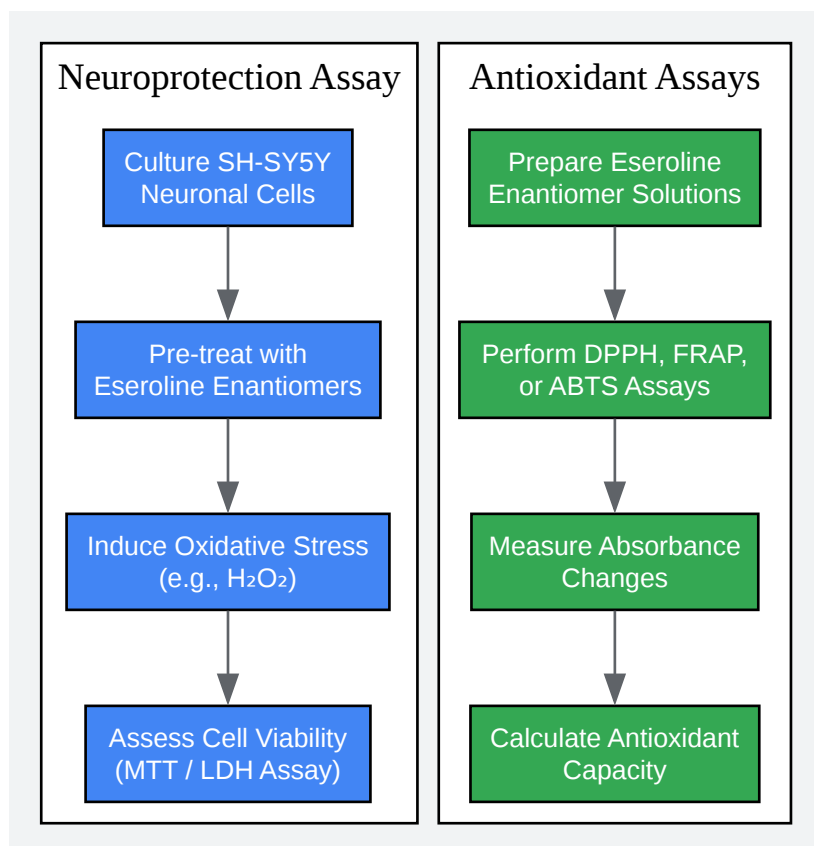 Neuroprotection Assay
Culture SH-SY5Y
Neuronal Cells
Pre-treat with
Eseroline Enantiomers
Induce Oxidative Stress
(e.g., H₂O₂)
Assess Cell Viability
(MTT / LDH Assay)
Antioxidant Assays
Prepare Eseroline
Enantiomer Solutions
Perform DPPH, FRAP,
or ABTS Assays
Measure Absorbance
Changes
Calculate Antioxidant
Capacity